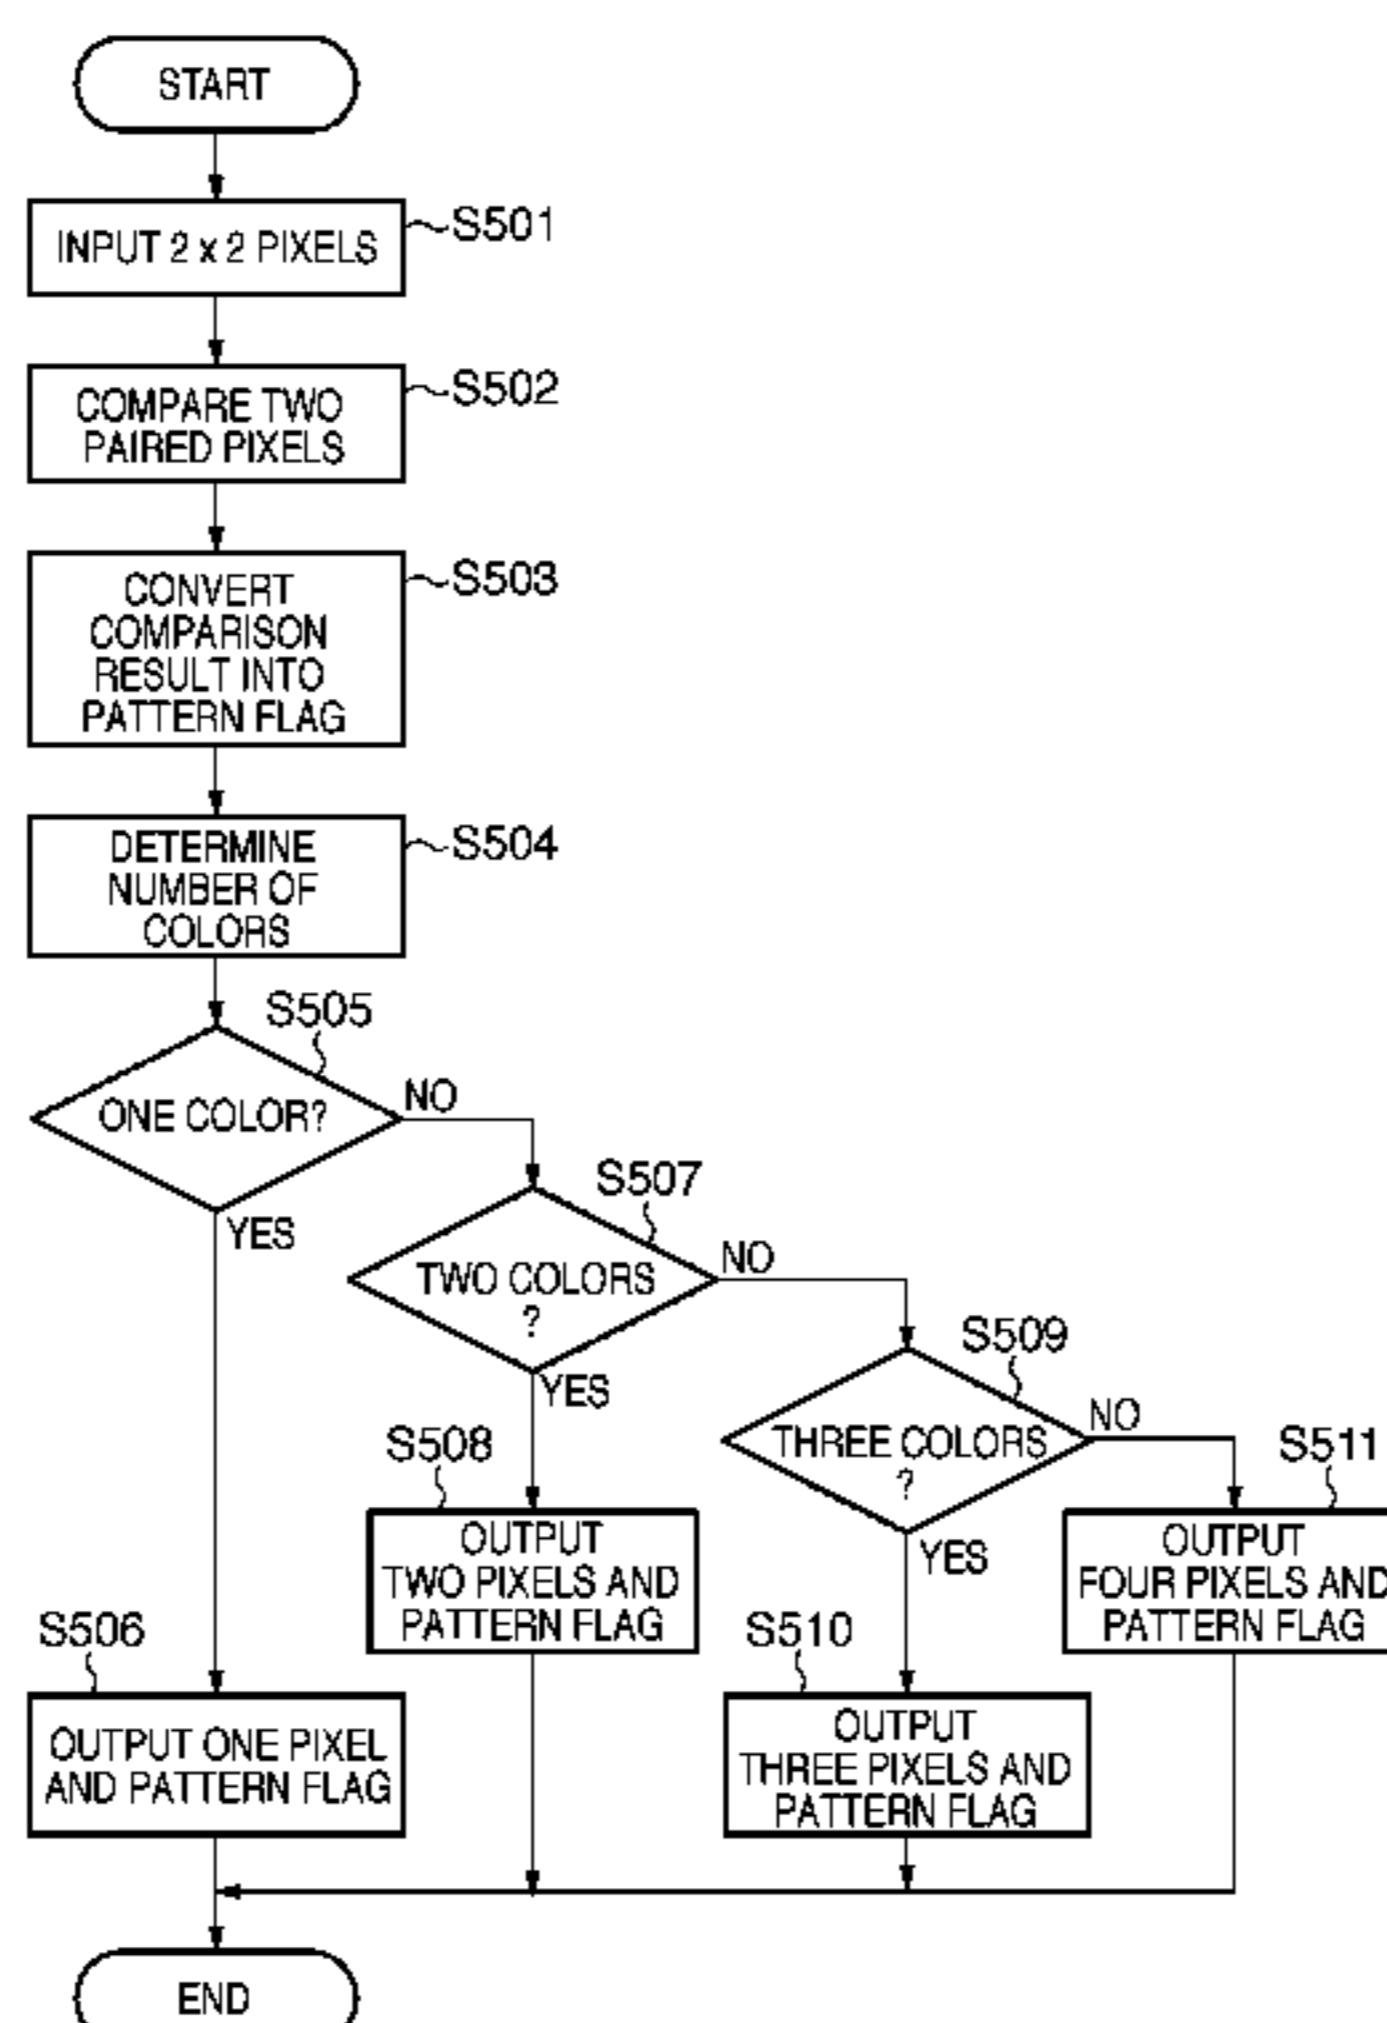 START
INPUT 2 x 2 PIXELS
S501
COMPARE TWO
PAIRED PIXELS
S502
CONVERT
COMPARISON
RESULT INTO
PATTERN FLAG
S503
DETERMINE
NUMBER OF
COLORS
S504
S505
ONE COLOR?
NO
YES
S507
TWO COLORS
?
NO
YES
S509
THREE COLORS
?
NO
YES
S508
OUTPUT
TWO PIXELS AND
PATTERN FLAG
S511
OUTPUT
FOUR PIXELS AND
PATTERN FLAG
S506
OUTPUT ONE PIXEL
AND PATTERN FLAG
S510
OUTPUT
THREE PIXELS AND
PATTERN FLAG
END